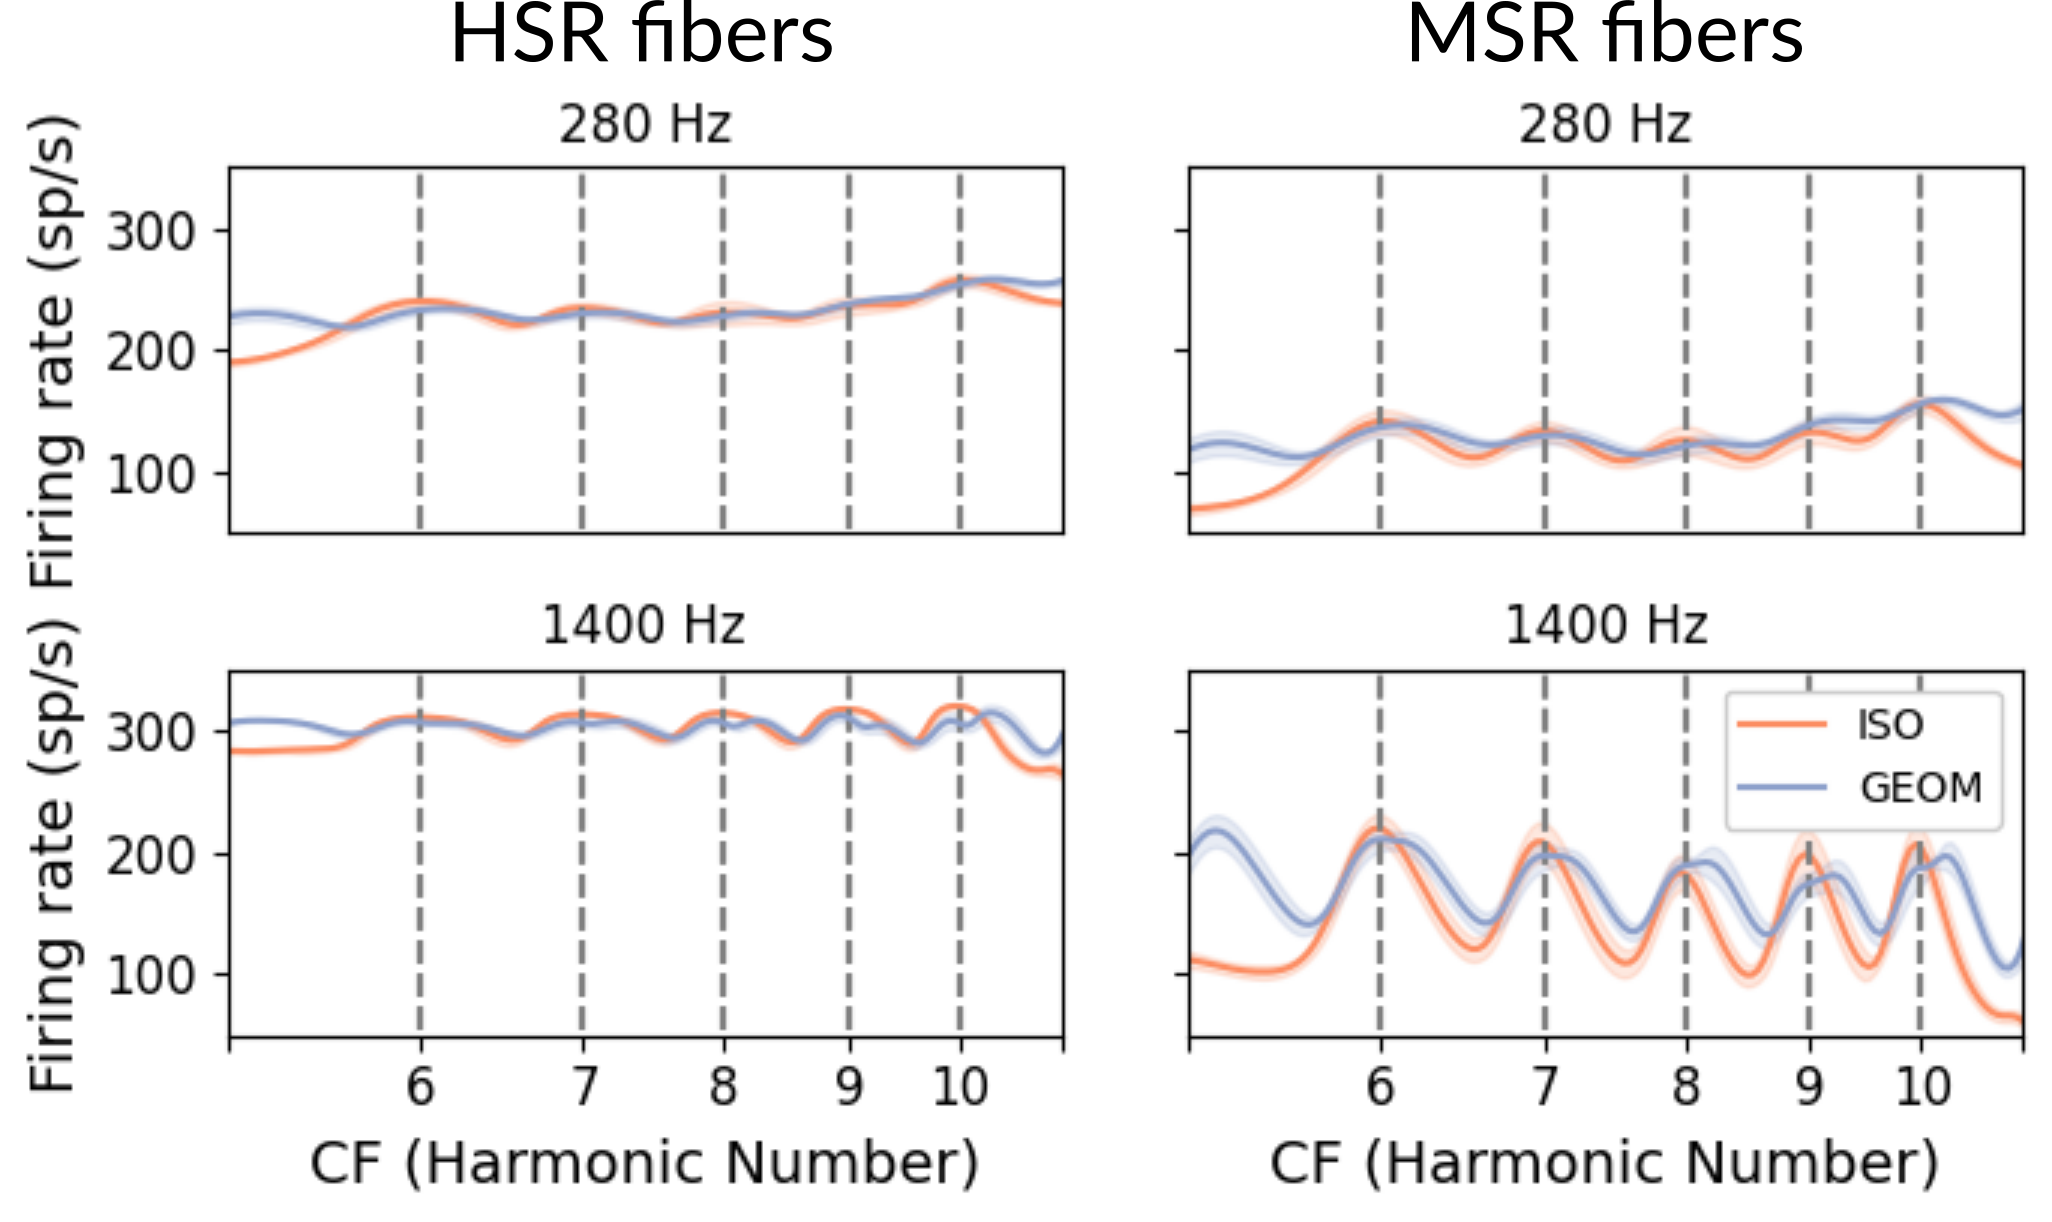 HSR fibers
MSR fibers
280 Hz
280 Hz
Firing rate (sp/s)
300
200
100
1400 Hz
1400 Hz
Firing rate (sp/s)
300
200
100
ISO
GEOM
6 7 8 9 10
6 7 8 9 10
CF (Harmonic Number)
CF (Harmonic Number)